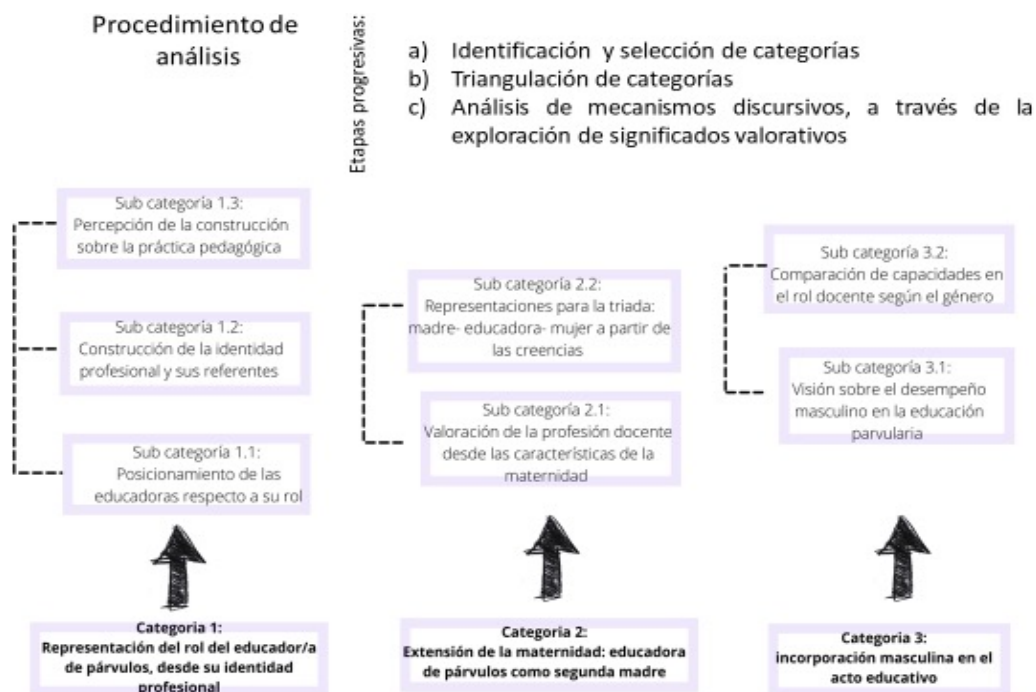 Procedimiento de
análisis
Etapas progresivas:
a) Identificación y selección de categorías
b) Triangulación de categorías
c) Análisis de mecanismos discursivos, a través de la
exploración de significados valorativos
Sub categoría 1.3:
Percepción de la construcción
sobre la práctica pedagógica
Sub categoría 1.2:
Construcción de la identidad
profesional y sus referentes
Sub categoría 1.1:
Posicionamiento de las
educadoras respecto a su rol
Categoria 1:
Representación del rol del educador/a
de párvulos, desde su identidad
profesional
Sub categoría 2.2:
Representaciones para la triada:
madre- educadora- mujer a partir de
las creencias
Sub categoría 2.1:
Valoración de la profesión docente
desde las características de la
maternidad
Categoria 2:
Extensión de la maternidad: educadora
de párvulos como segunda madre
Sub categoría 3.2:
Comparación de capacidades en
el rol docente según el género
Sub categoría 3.1:
Visión sobre el desempeño
masculino en la educación
parvularia
Categoria 3:
incorporación masculina en el
acto educativo